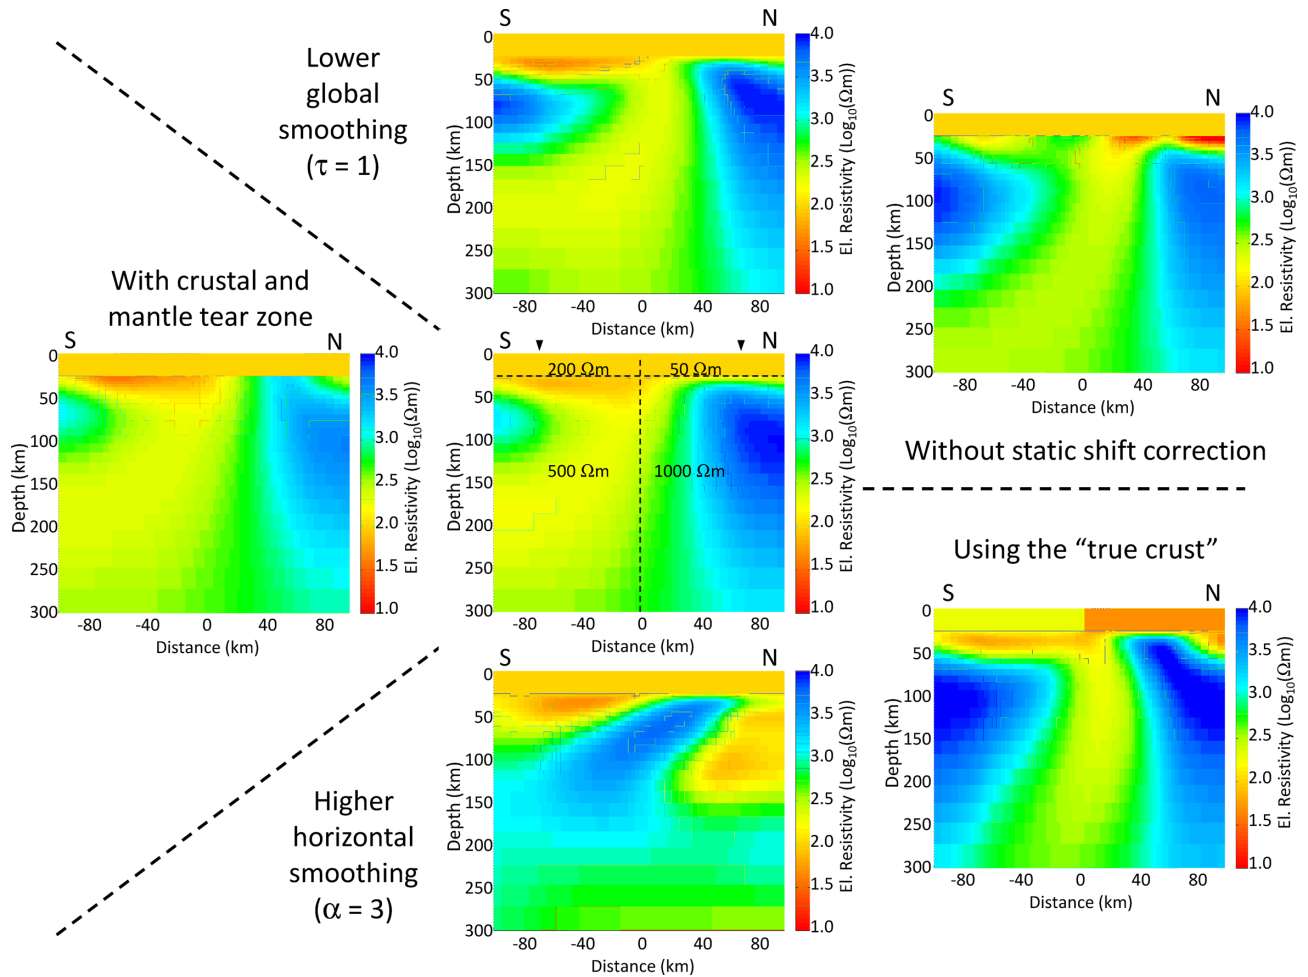 Lower
global
smoothing
(τ = 1)
S N
0
50
100
150
200
250
300
Depth (km)
-80 -40 0 40 80
Distance (km)
4.0
3.5
3.0
2.5
2.0
1.5
1.0
El. Resistivity (Log10(Ωm))
S N
0
50
100
150
200
250
300
Depth (km)
-80 -40 0 40 80
Distance (km)
4.0
3.5
3.0
2.5
2.0
1.5
1.0
El. Resistivity (Log10(Ωm))
Without static shift correction
With crustal and
mantle tear zone
S N
0
50
100
150
200
250
300
Depth (km)
-80 -40 0 40 80
Distance (km)
4.0
3.5
3.0
2.5
2.0
1.5
1.0
El. Resistivity (Log10(Ωm))
S N
0
50
100
150
200
250
300
Depth (km)
200 Ωm 50 Ωm
500 Ωm 1000 Ωm
-80 -40 0 40 80
Distance (km)
4.0
3.5
3.0
2.5
2.0
1.5
1.0
El. Resistivity (Log10(Ωm))
Using the “true crust”
S N
0
50
100
150
200
250
300
Depth (km)
-80 -40 0 40 80
Distance (km)
4.0
3.5
3.0
2.5
2.0
1.5
1.0
El. Resistivity (Log10(Ωm))
Higher
horizontal
smoothing
(α = 3)
S N
0
50
100
150
200
250
300
Depth (km)
-80 -40 0 40 80
Distance (km)
4.0
3.5
3.0
2.5
2.0
1.5
1.0
El. Resistivity (Log10(Ωm))